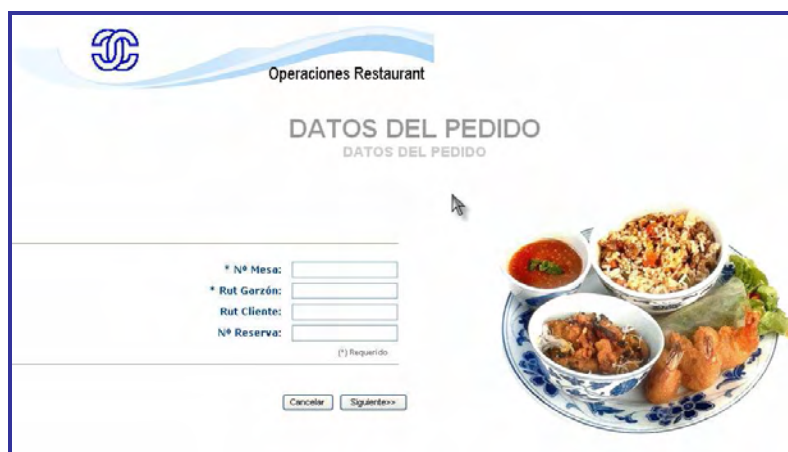 Operaciones Restaurant
DATOS DEL PEDIDO
DATOS DEL PEDIDO
* Nº Mesa:
* Rut Garzón:
Rut Cliente:
Nº Reserva:
(*) Requerido
Cancelar Siguiente>>